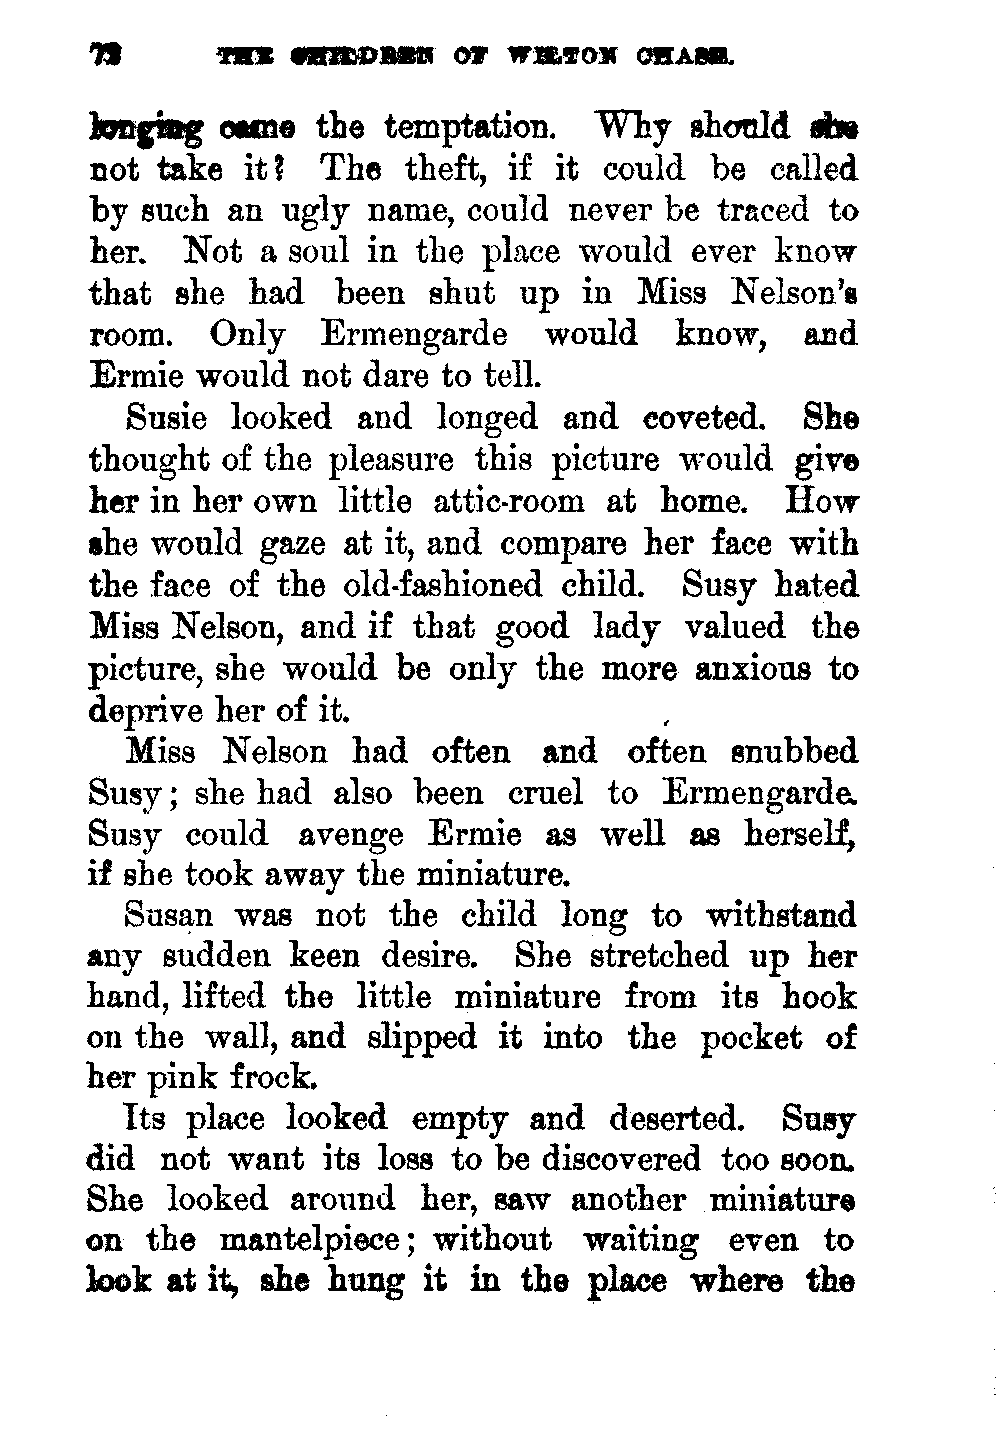 72 THE CHILDREN OF WILTON CHASE.
longing came the temptation. Why should she
not take it? The theft, if it could be called
by such an ugly name, could never be traced to
her. Not a soul in the place would ever know
that she had been shut up in Miss Nelson's
room. Only Ermengarde would know, and
Ermie would not dare to tell.
Susie looked and longed and coveted. She
thought of the pleasure this picture would give
her in her own little attic-room at home. How
she would gaze at it, and compare her face with
the face of the old-fashioned child. Susy hated
Miss Nelson, and if that good lady valued the
picture, she would be only the more anxious to
deprive her of it.
Miss Nelson had often and often snubbed
Susy; she had also been cruel to Ermengarde.
Susy could avenge Ermie as well as herself,
if she took away the miniature.
Susan was not the child long to withstand
any sudden keen desire. She stretched up her
hand, lifted the little miniature from its hook
on the wall, and slipped it into the pocket of
her pink frock.
Its place looked empty and deserted. Susy
did not want its loss to be discovered too soon.
She looked around her, saw another miniature
on the mantelpiece; without waiting even to
look at it, she hung it in the place where the